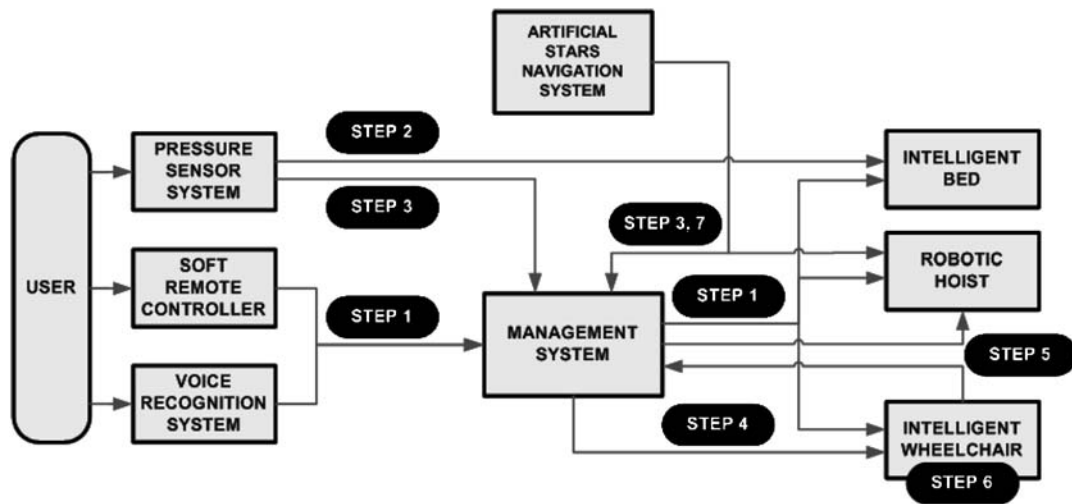 ARTIFICIAL
STARS
NAVIGATION
SYSTEM
STEP 2
PRESSURE
SENSOR
SYSTEM
INTELLIGENT
BED
STEP 3
STEP 3, 7
USER
SOFT
REMOTE
CONTROLLER
ROBOTIC
HOIST
STEP 1
STEP 1
MANAGEMENT
SYSTEM
STEP 5
VOICE
RECOGNITION
SYSTEM
STEP 4
INTELLIGENT
WHEELCHAIR
STEP 6